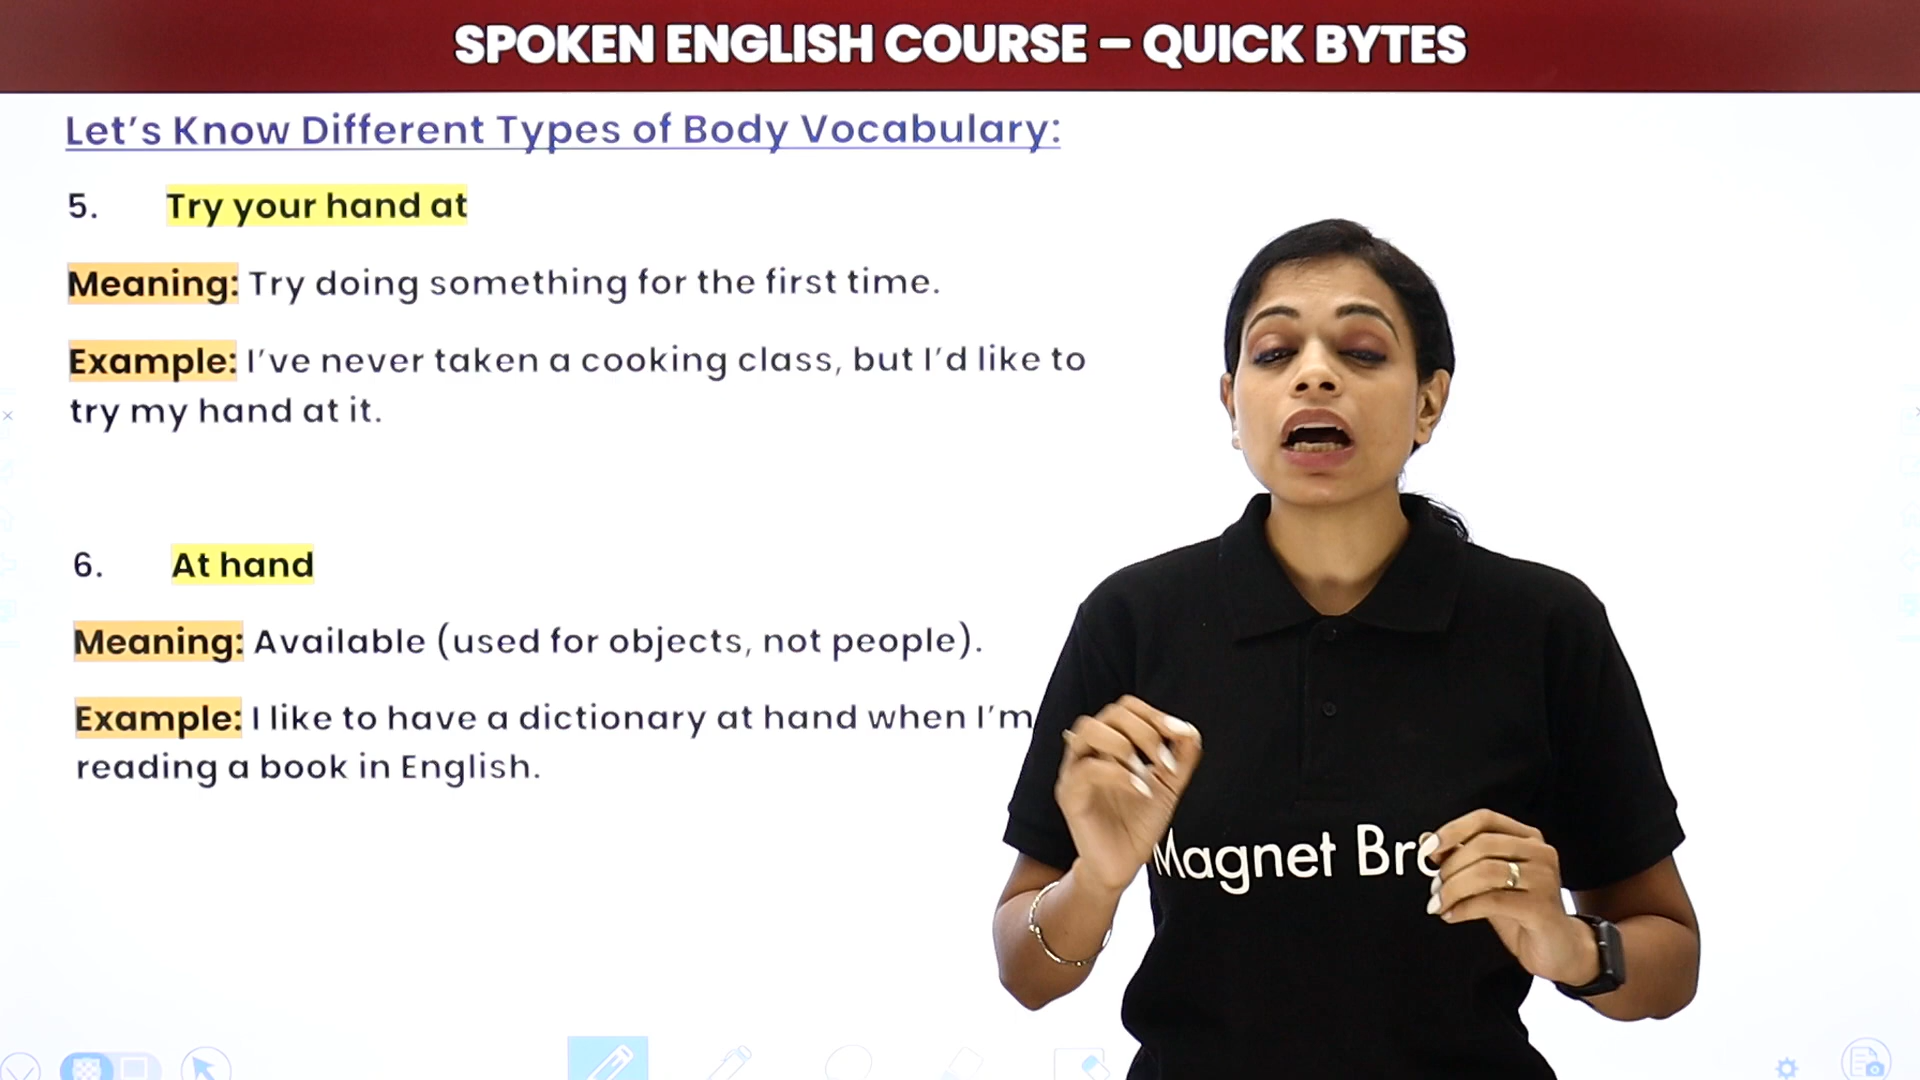 SPOKEN ENGLISH COURSE – QUICK BYTES
Let's Know Different Types of Body Vocabulary:
5. Try your hand at
Meaning: Try doing something for the first time.
Example: I've never taken a cooking class, but I'd like to
try my hand at it.
6. At hand
Meaning: Available (used for objects, not people).
Example: I like to have a dictionary at hand when I'm
reading a book in English.
Magnet Br